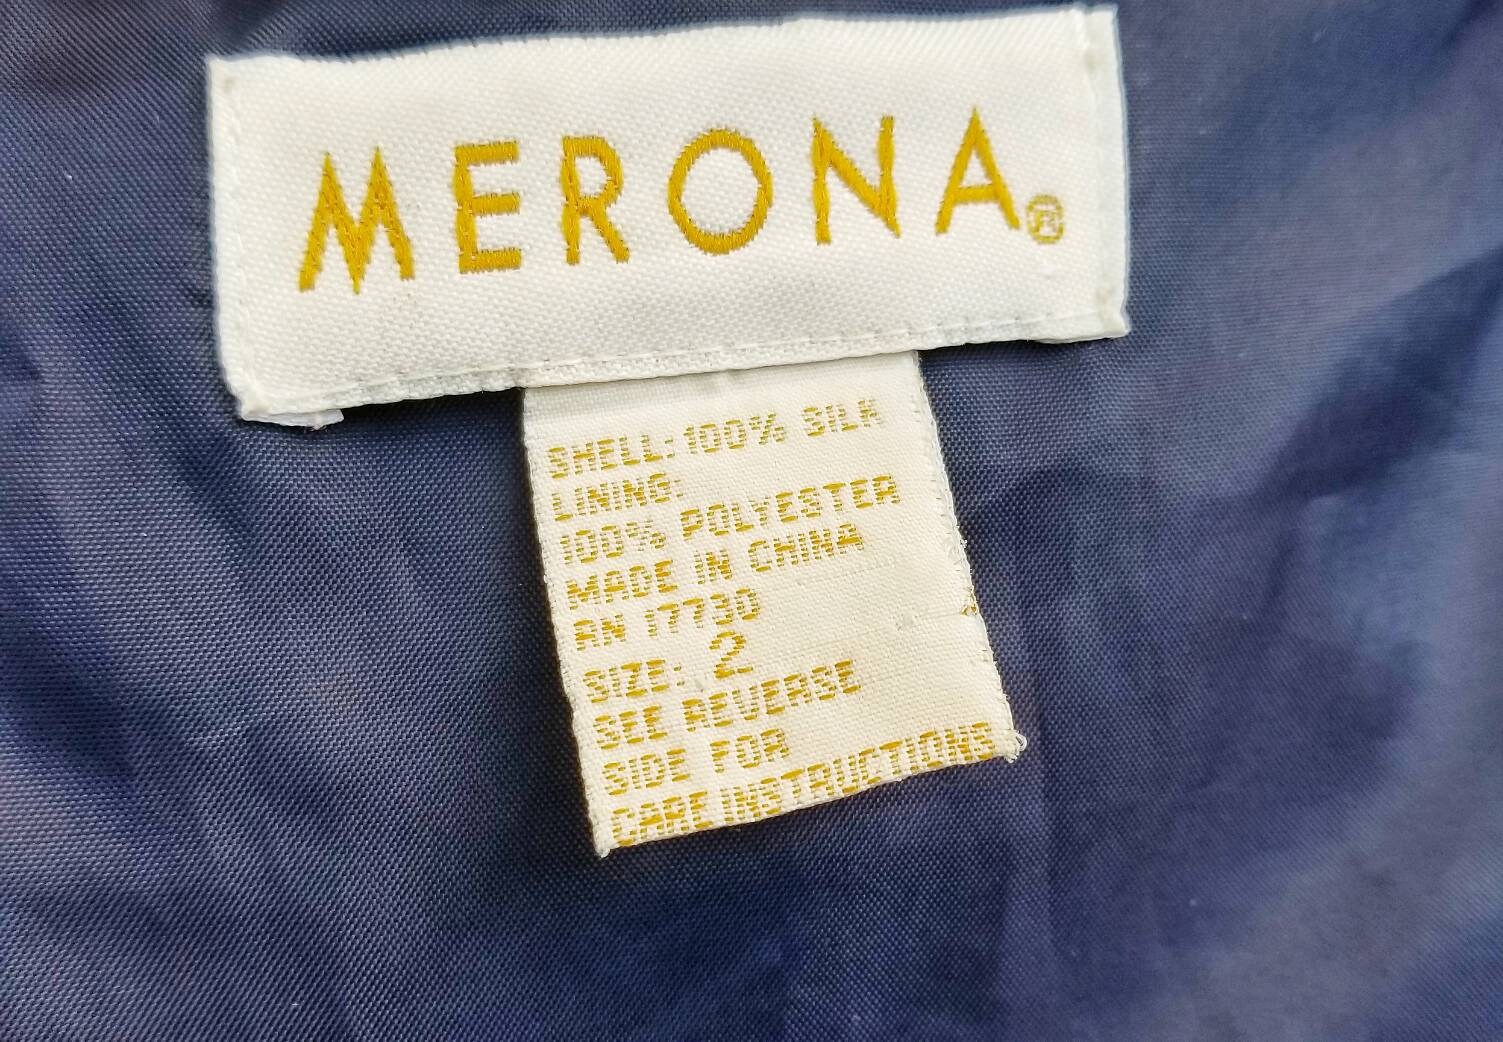 MERONA®
SHELL: 100% SILK
LINING:
100% POLYESTER
MADE IN CHINA
RN 17730
SIZE: 2
SEE REVERSE
SIDE FOR
CARE INSTRUCTIONS